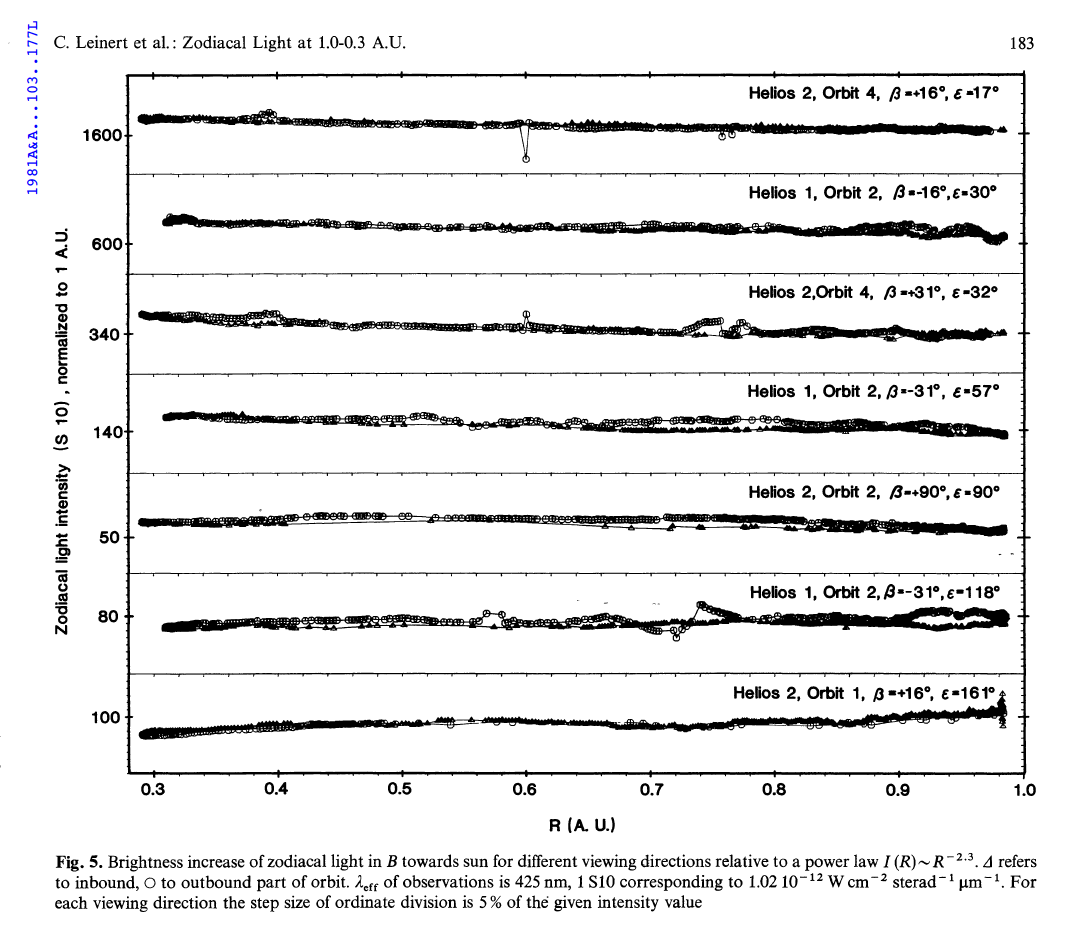 1981A&A...103..177L
C. Leinert et al.: Zodiacal Light at 1.0-0.3 A.U.
183
Zodiacal light intensity (S 10) , normalized to 1 A.U.
Helios 2, Orbit 4, β=+16°, ε=17°
1600
Helios 1, Orbit 2, β=-16°, ε=30°
600
Helios 2,Orbit 4, β=+31°, ε=32°
340
Helios 1, Orbit 2, β=-31°, ε=57°
140
Helios 2, Orbit 2, β=+90°, ε=90°
50
Helios 1, Orbit 2, β=-31°, ε=118°
80
Helios 2, Orbit 1, β=+16°, ε=161°
100
0.3 0.4 0.5 0.6 0.7 0.8 0.9 1.0
R (A. U.)
Fig. 5. Brightness increase of zodiacal light in B towards sun for different viewing directions relative to a power law I (R)~R⁻²·³. Δ refers
to inbound, ○ to outbound part of orbit. λeff of observations is 425 nm, 1 S10 corresponding to 1.02 10⁻¹² W cm⁻² sterad⁻¹ μm⁻¹. For
each viewing direction the step size of ordinate division is 5% of the given intensity value